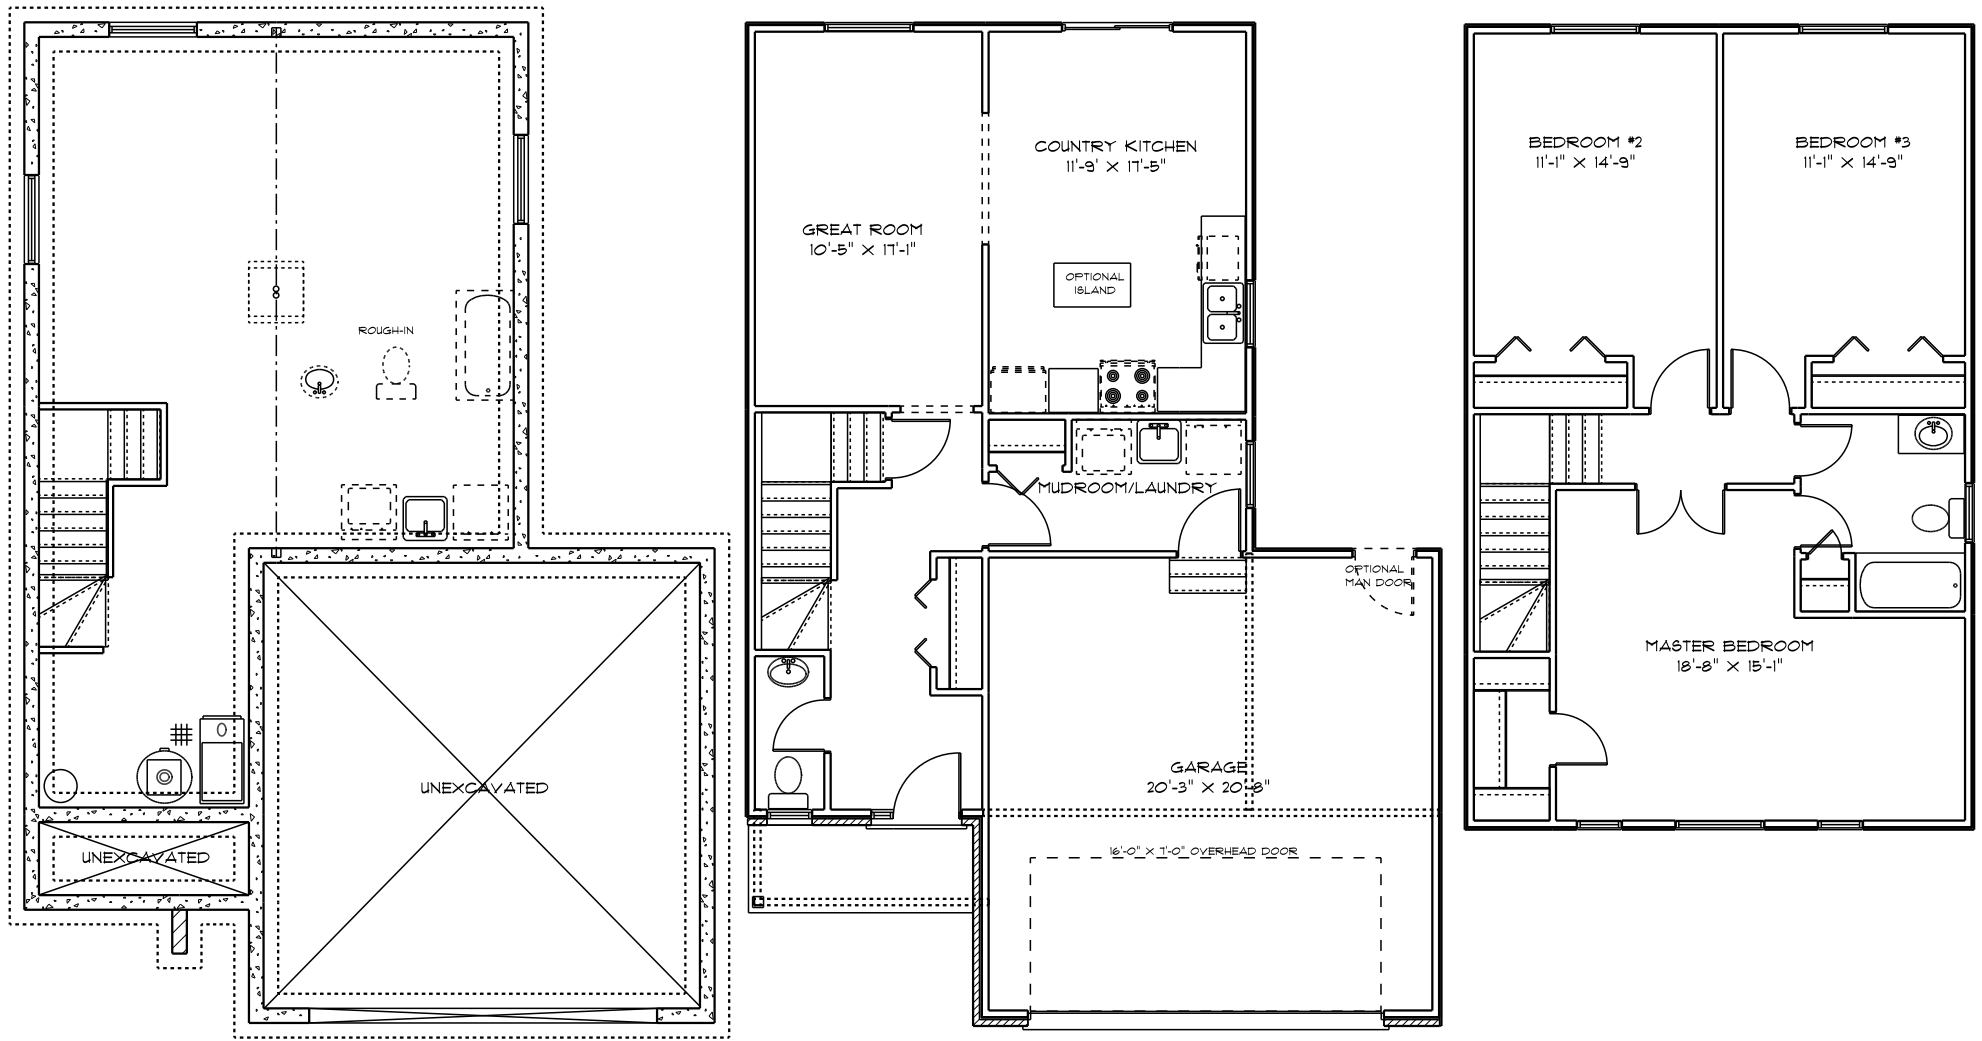 ROUGH-IN
UNEXCAVATED
UNEXCAVATED
GREAT ROOM
10'-5" X 17'-1"
COUNTRY KITCHEN
11'-9' X 17'-5"
OPTIONAL
ISLAND
MUDROOM/LAUNDRY
OPTIONAL
MAN DOOR
GARAGE
20'-3" X 20'-8"
16'-0" X 7'-0" OVERHEAD DOOR
BEDROOM #2
11'-1" X 14'-9"
BEDROOM #3
11'-1" X 14'-9"
MASTER BEDROOM
18'-8" X 15'-1"